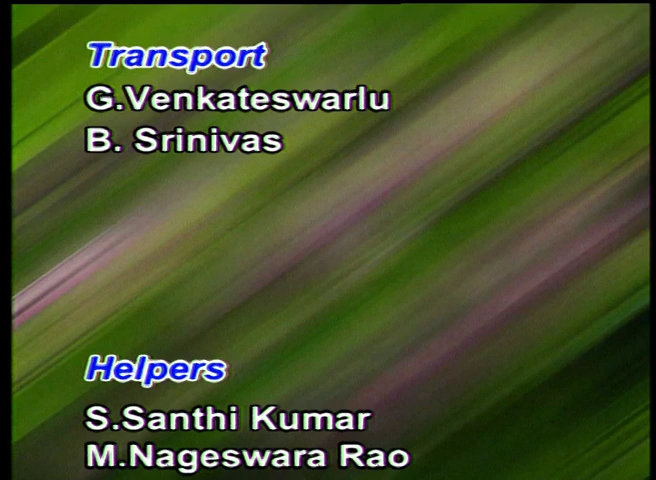 Transport
G.Venkateswarlu
B. Srinivas
Helpers
S.Santhi Kumar
M.Nageswara Rao